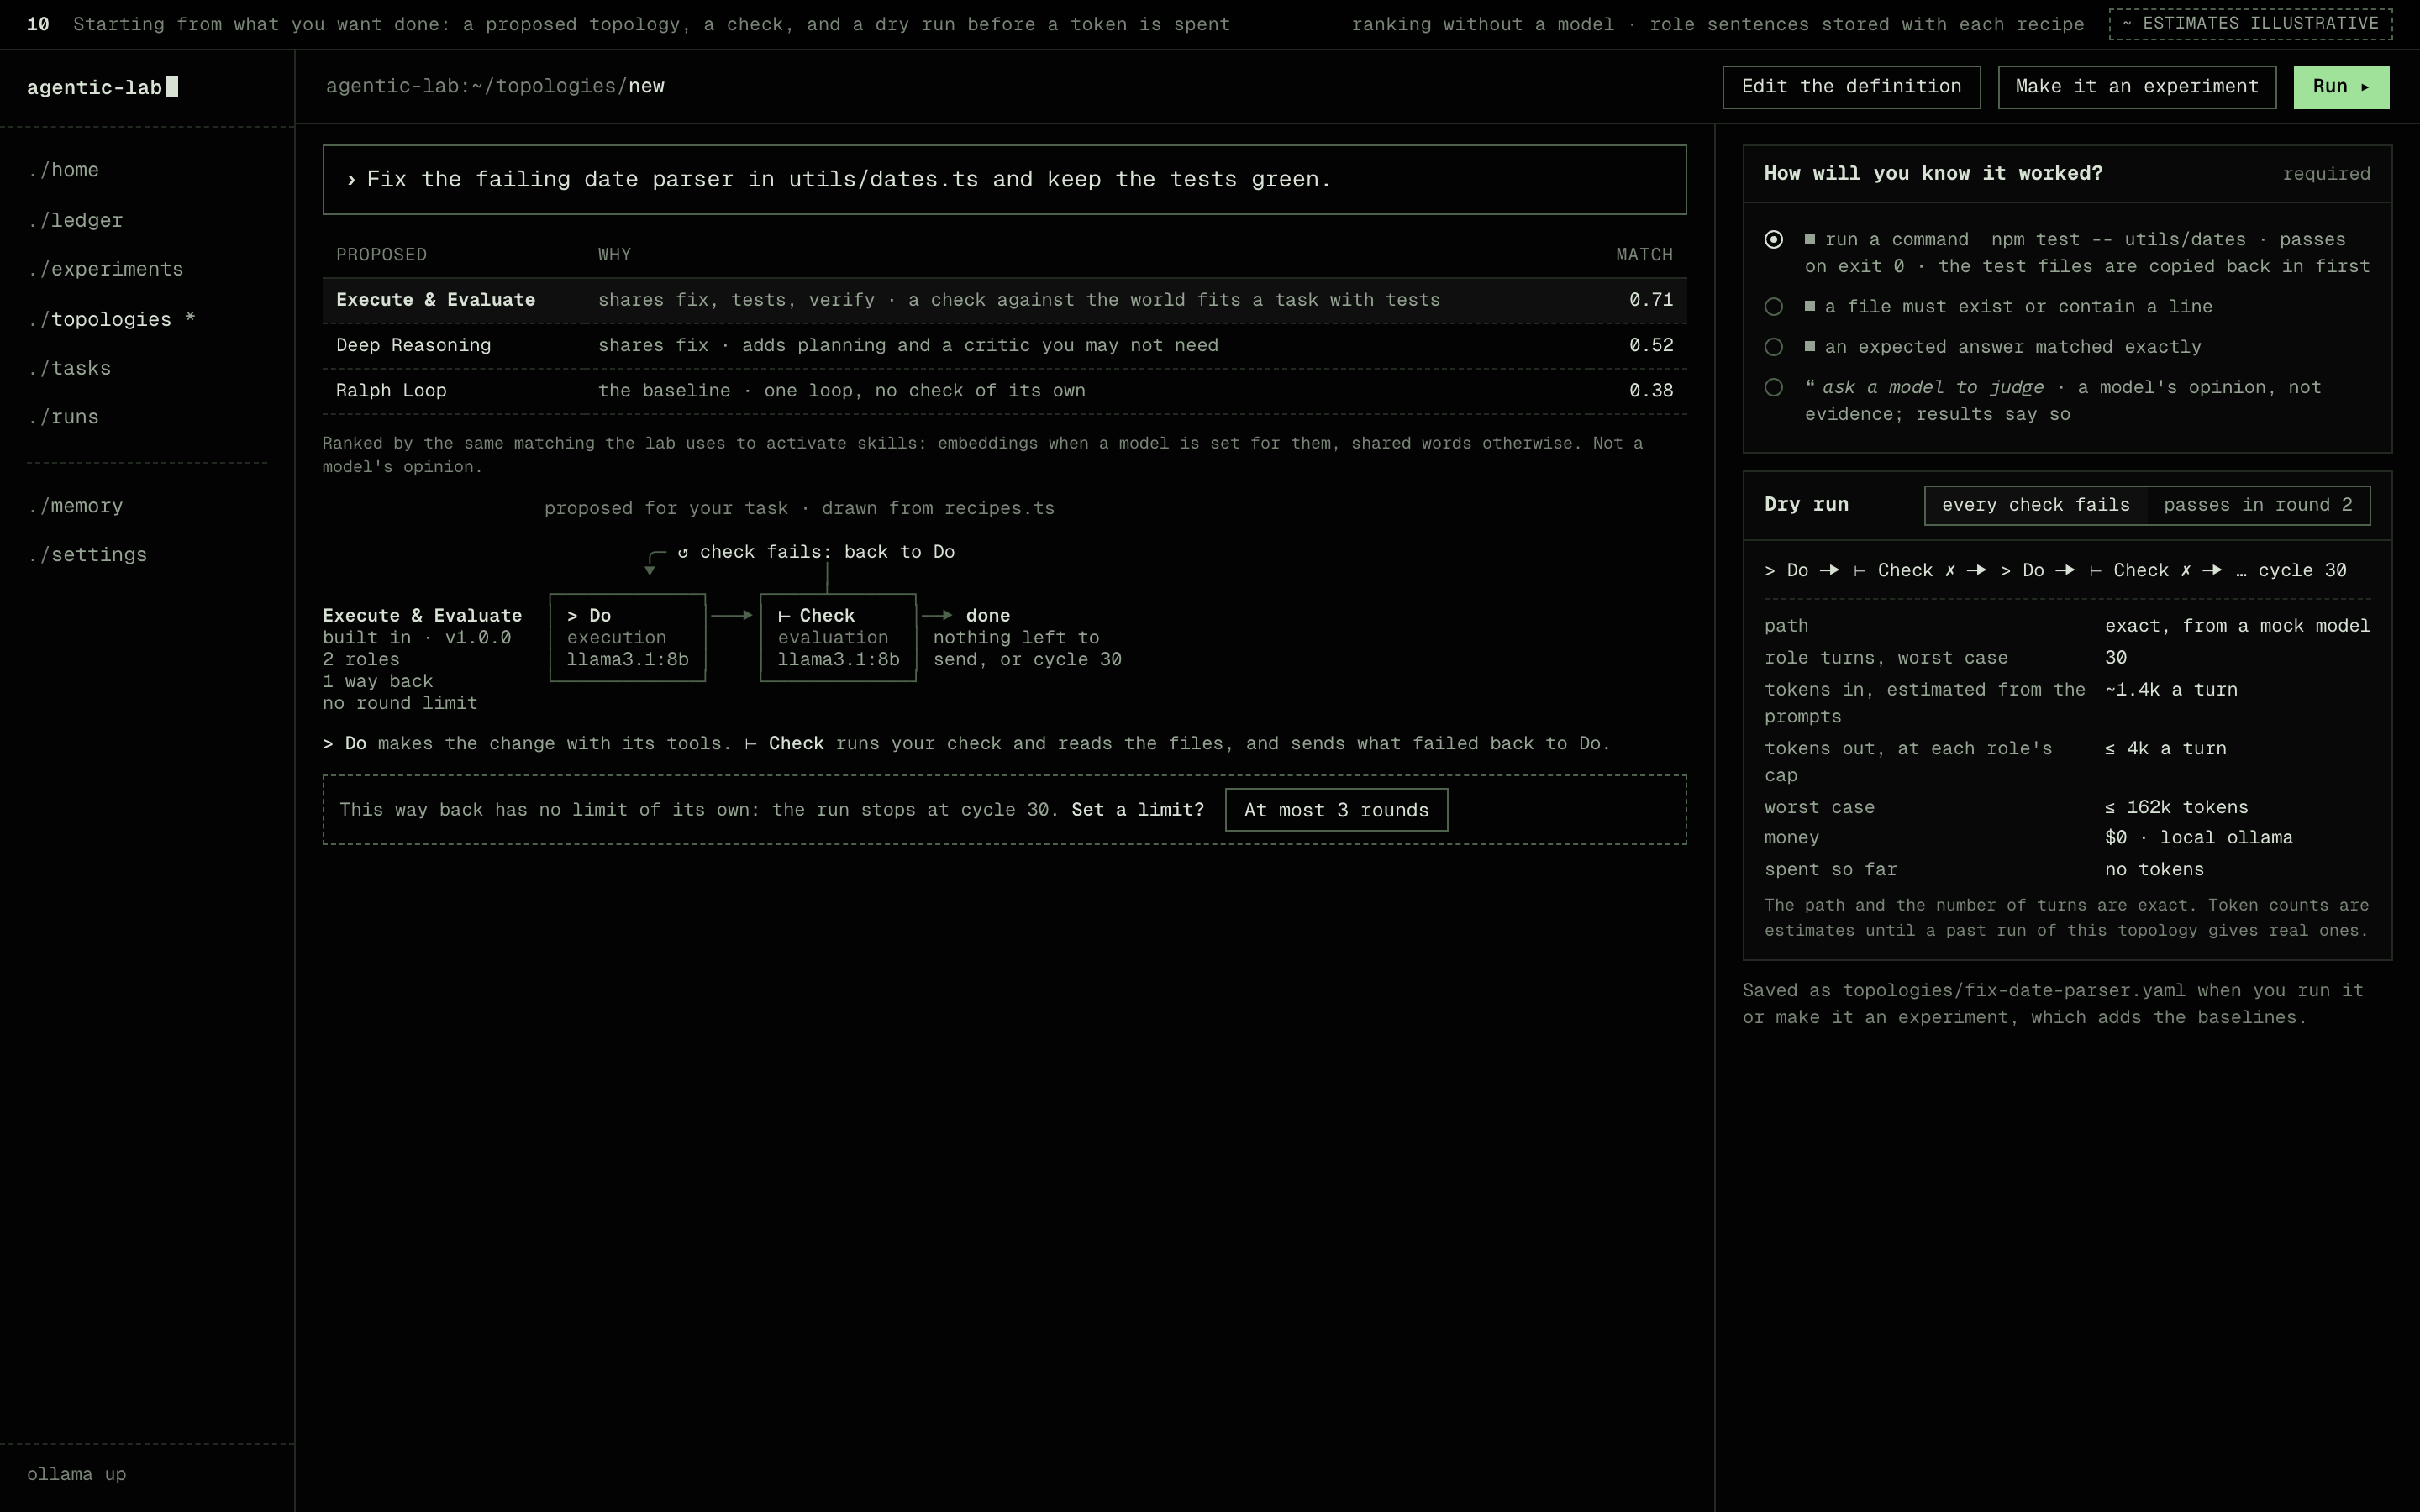 10 Starting from what you want done: a proposed topology, a check, and a dry run before a token is spent
ranking without a model · role sentences stored with each recipe
~ ESTIMATES ILLUSTRATIVE
agentic-lab
./home
./ledger
./experiments
./topologies *
./tasks
./runs
./memory
./settings
ollama up
agentic-lab:~/topologies/new
Edit the definition
Make it an experiment
Run ▸
› Fix the failing date parser in utils/dates.ts and keep the tests green.
PROPOSED WHY MATCH
Execute & Evaluate shares fix, tests, verify · a check against the world fits a task with tests 0.71
Deep Reasoning shares fix · adds planning and a critic you may not need 0.52
Ralph Loop the baseline · one loop, no check of its own 0.38
Ranked by the same matching the lab uses to activate skills: embeddings when a model is set for them, shared words otherwise. Not a
model's opinion.
proposed for your task · drawn from recipes.ts
↺ check fails: back to Do
Execute & Evaluate
built in · v1.0.0
2 roles
1 way back
no round limit
> Do
execution
llama3.1:8b
⊢ Check
evaluation
llama3.1:8b
done
nothing left to
send, or cycle 30
> Do makes the change with its tools. ⊢ Check runs your check and reads the files, and sends what failed back to Do.
This way back has no limit of its own: the run stops at cycle 30. Set a limit? At most 3 rounds
How will you know it worked? required
■ run a command npm test -- utils/dates · passes
on exit 0 · the test files are copied back in first
■ a file must exist or contain a line
■ an expected answer matched exactly
❝ ask a model to judge · a model's opinion, not
evidence; results say so
Dry run
every check fails
passes in round 2
> Do → ⊢ Check ✗ → > Do → ⊢ Check ✗ → … cycle 30
path exact, from a mock model
role turns, worst case 30
tokens in, estimated from the ~1.4k a turn
prompts
tokens out, at each role's ≤ 4k a turn
cap
worst case ≤ 162k tokens
money $0 · local ollama
spent so far no tokens
The path and the number of turns are exact. Token counts are
estimates until a past run of this topology gives real ones.
Saved as topologies/fix-date-parser.yaml when you run it
or make it an experiment, which adds the baselines.